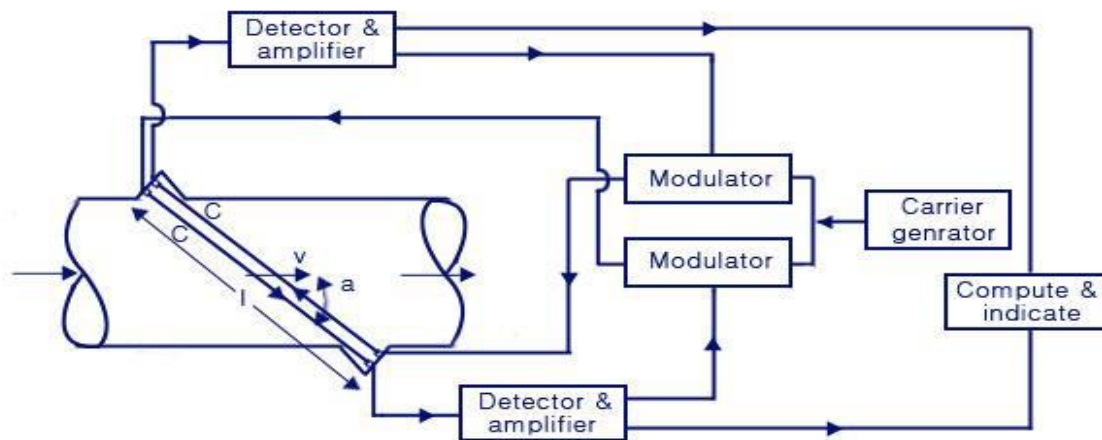 Detector &
amplifier
Modulator
Carrier
genrator
Modulator
C
C
v
a
l
Compute &
indicate
Detector &
amplifier